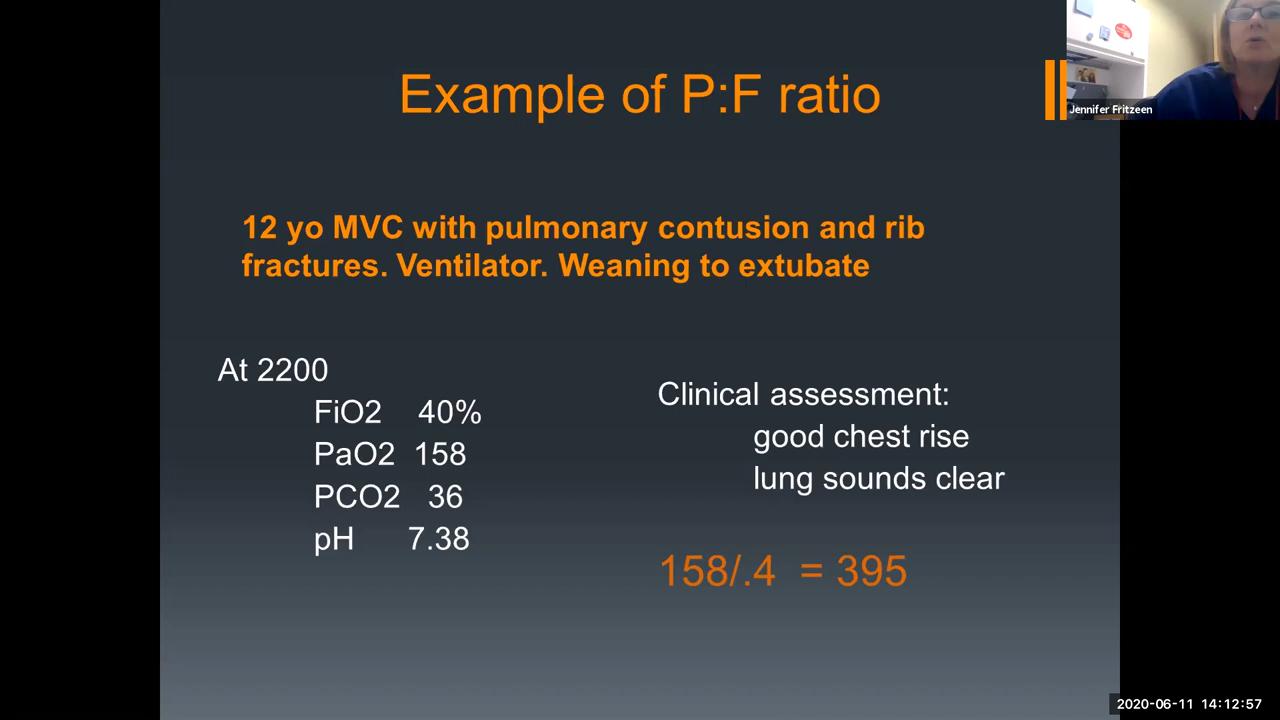 Example of P:F ratio
Jennifer Fritzeen
12 yo MVC with pulmonary contusion and rib
fractures. Ventilator. Weaning to extubate
At 2200
FiO2 40%
PaO2 158
PCO2 36
pH 7.38
Clinical assessment:
good chest rise
lung sounds clear
158/.4 = 395
2020-06-11 14:12:57